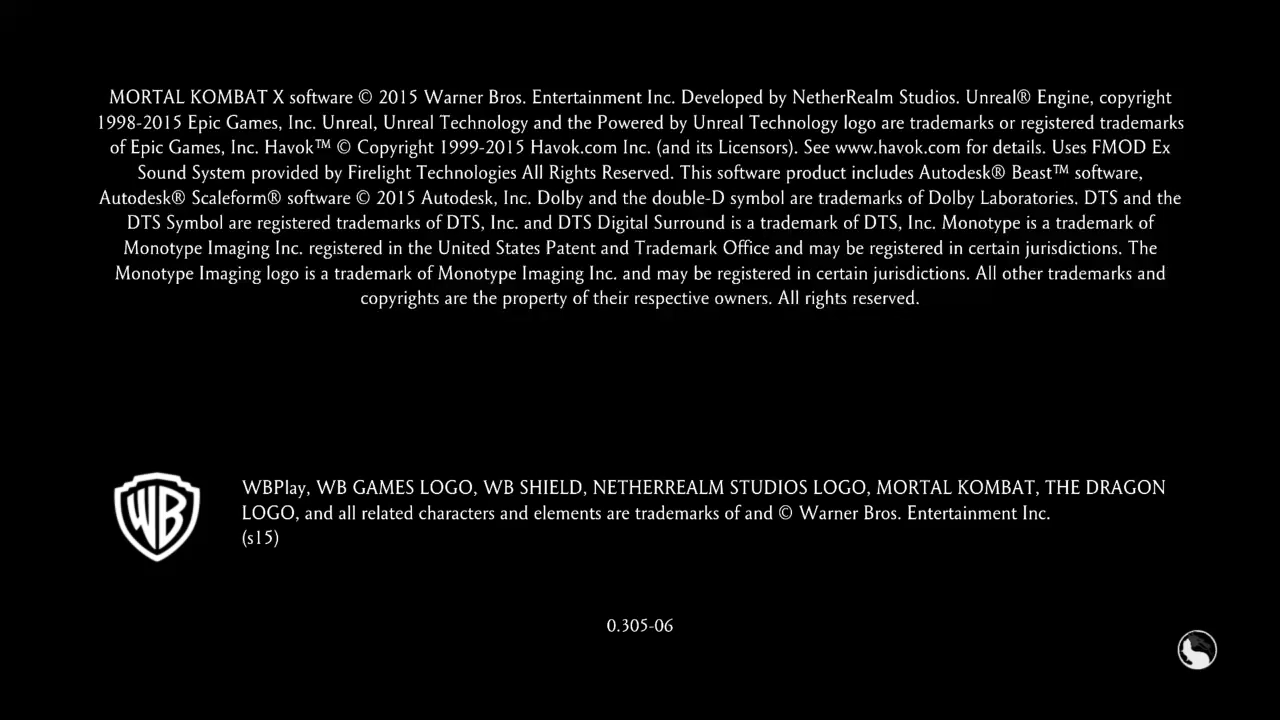 MORTAL KOMBAT X software © 2015 Warner Bros. Entertainment Inc. Developed by NetherRealm Studios. Unreal® Engine, copyright
1998-2015 Epic Games, Inc. Unreal, Unreal Technology and the Powered by Unreal Technology logo are trademarks or registered trademarks
of Epic Games, Inc. Havok™ © Copyright 1999-2015 Havok.com Inc. (and its Licensors). See www.havok.com for details. Uses FMOD Ex
Sound System provided by Firelight Technologies All Rights Reserved. This software product includes Autodesk® Beast™ software,
Autodesk® Scaleform® software © 2015 Autodesk, Inc. Dolby and the double-D symbol are trademarks of Dolby Laboratories. DTS and the
DTS Symbol are registered trademarks of DTS, Inc. and DTS Digital Surround is a trademark of DTS, Inc. Monotype is a trademark of
Monotype Imaging Inc. registered in the United States Patent and Trademark Office and may be registered in certain jurisdictions. The
Monotype Imaging logo is a trademark of Monotype Imaging Inc. and may be registered in certain jurisdictions. All other trademarks and
copyrights are the property of their respective owners. All rights reserved.
WB
WBPlay, WB GAMES LOGO, WB SHIELD, NETHERREALM STUDIOS LOGO, MORTAL KOMBAT, THE DRAGON
LOGO, and all related characters and elements are trademarks of and © Warner Bros. Entertainment Inc.
(s15)
0.305-06